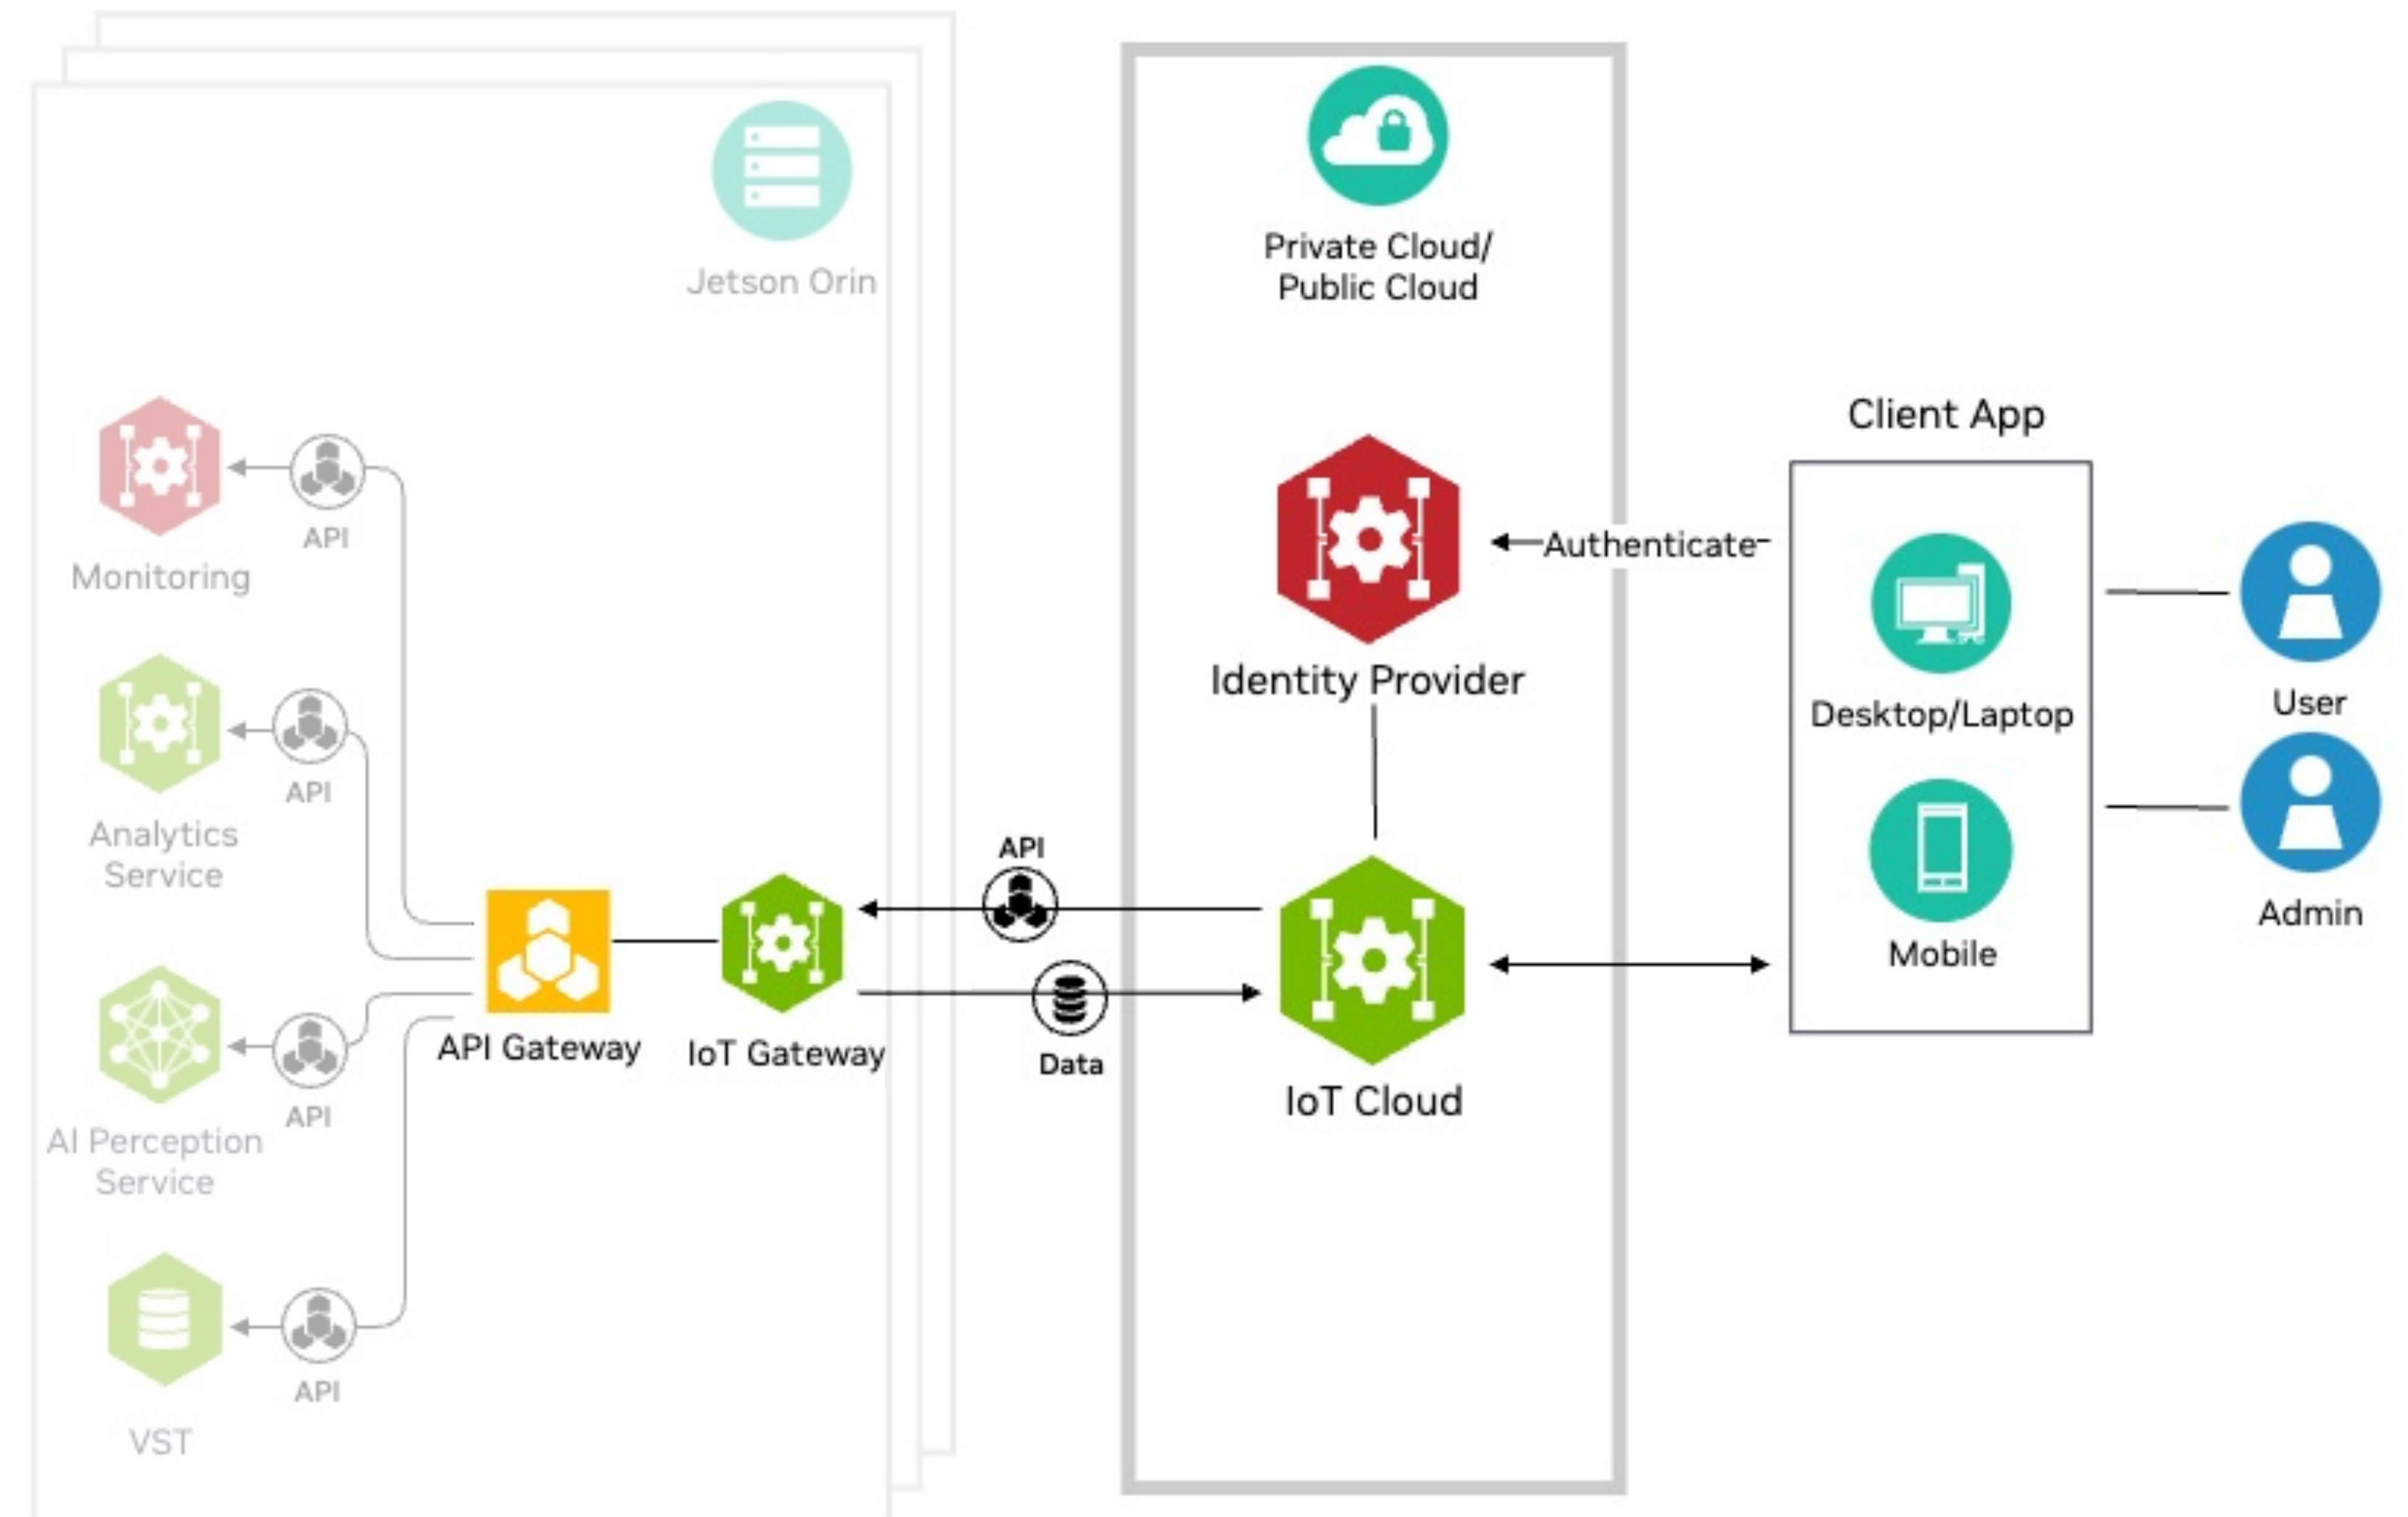 Jetson Orin
Monitoring
API
Analytics
Service
API
AI Perception
Service
API
VST
API
API Gateway
IoT Gateway
API
Data
Private Cloud/
Public Cloud
Identity Provider
IoT Cloud
Authenticate
Client App
Desktop/Laptop
Mobile
User
Admin